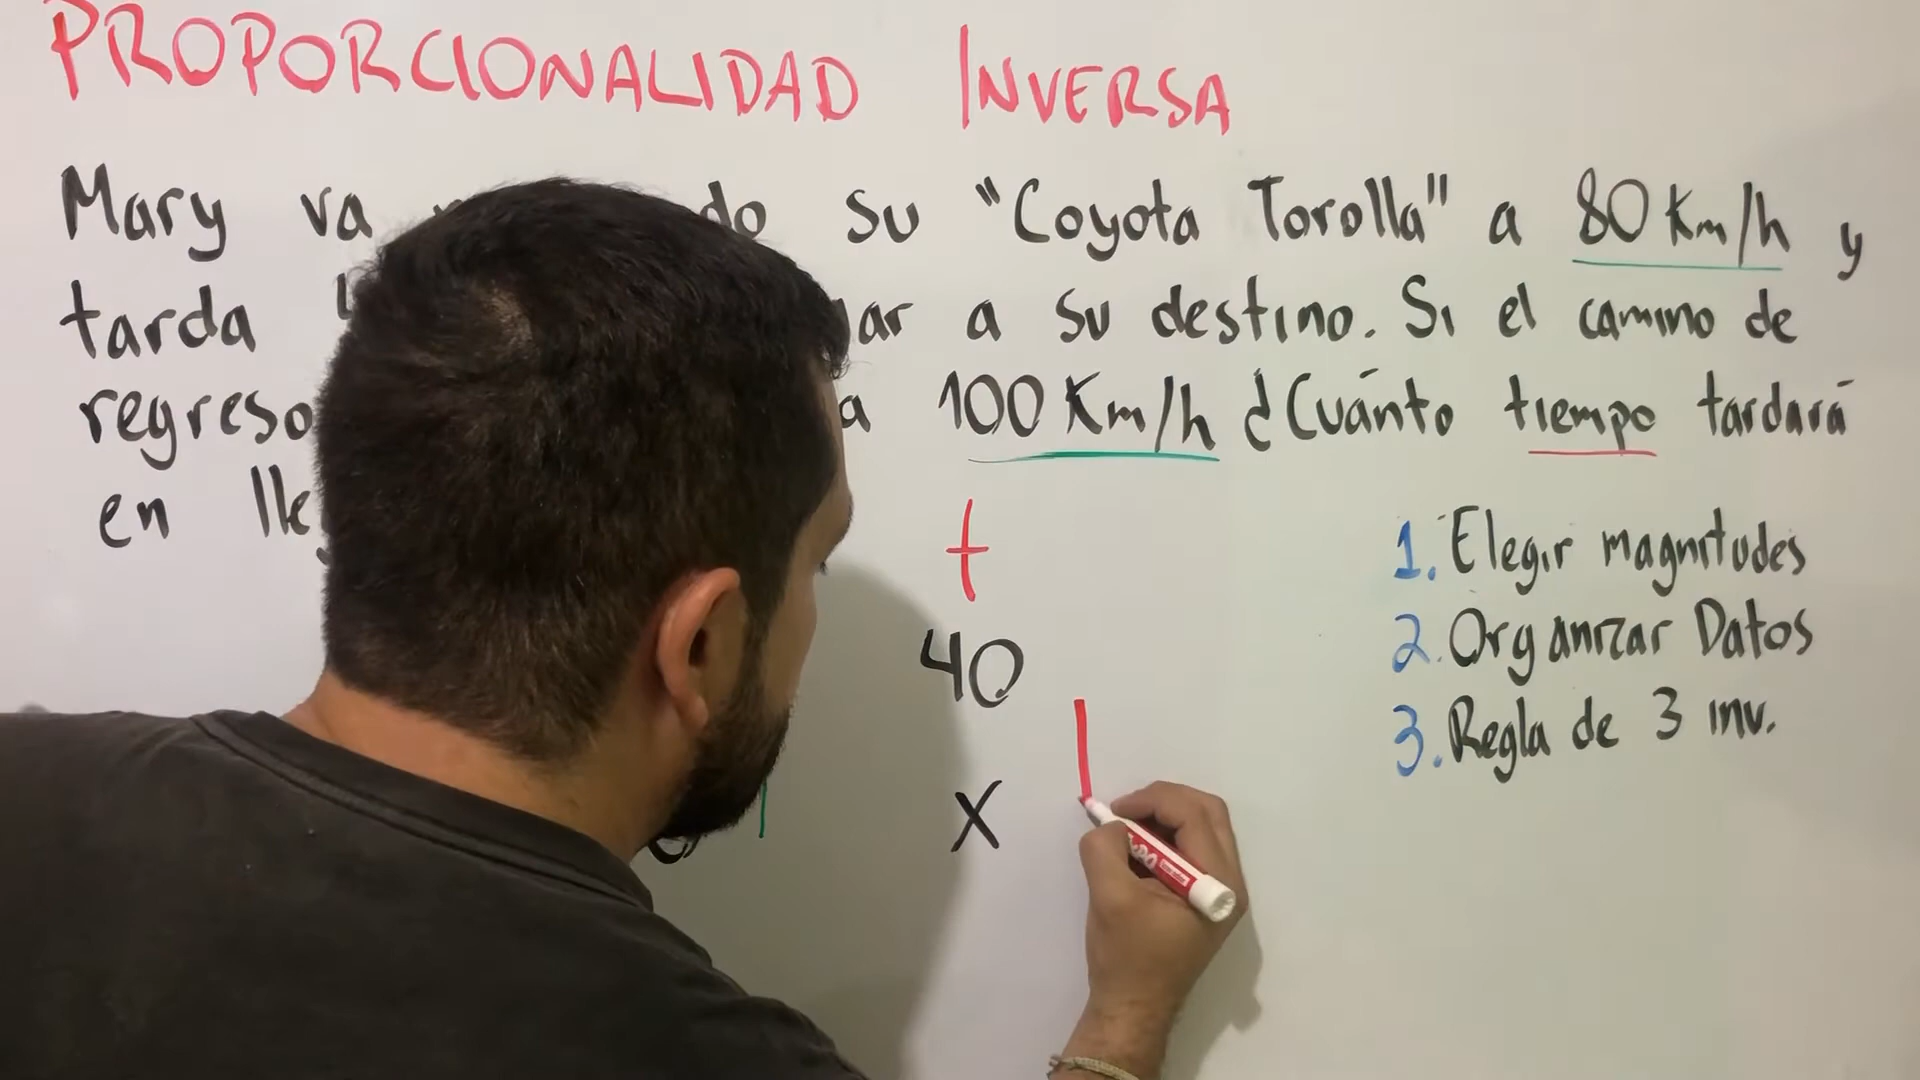 PROPORCIONALIDAD INVERSA
Mary va do su "Coyota Torolla" a 80 Km/h y
tarda ar a su destino. Si el camino de
regreso a 100 Km/h ¿Cuánto tiempo tardará
en lle
t
40
X
1. Elegir magnitudes
2. Organizar Datos
3. Regla de 3 inv.